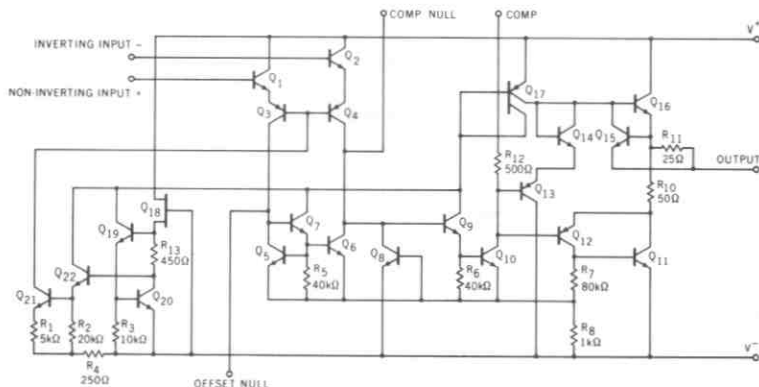 COMP NULL
COMP
V+
INVERTING INPUT -
NON-INVERTING INPUT +
Q1
Q2
Q3
Q4
Q17
Q16
Q14
Q15
R11
25Ω
OUTPUT
R12
500Ω
Q13
R10
50Ω
Q18
Q19
R13
450Ω
Q7
Q5
Q6
R5
40kΩ
Q8
Q9
Q10
R6
40kΩ
Q12
Q11
R7
80kΩ
Q22
Q21
Q20
R1
5kΩ
R2
20kΩ
R3
10kΩ
R4
250Ω
R8
1kΩ
V-
OFFSET NULL